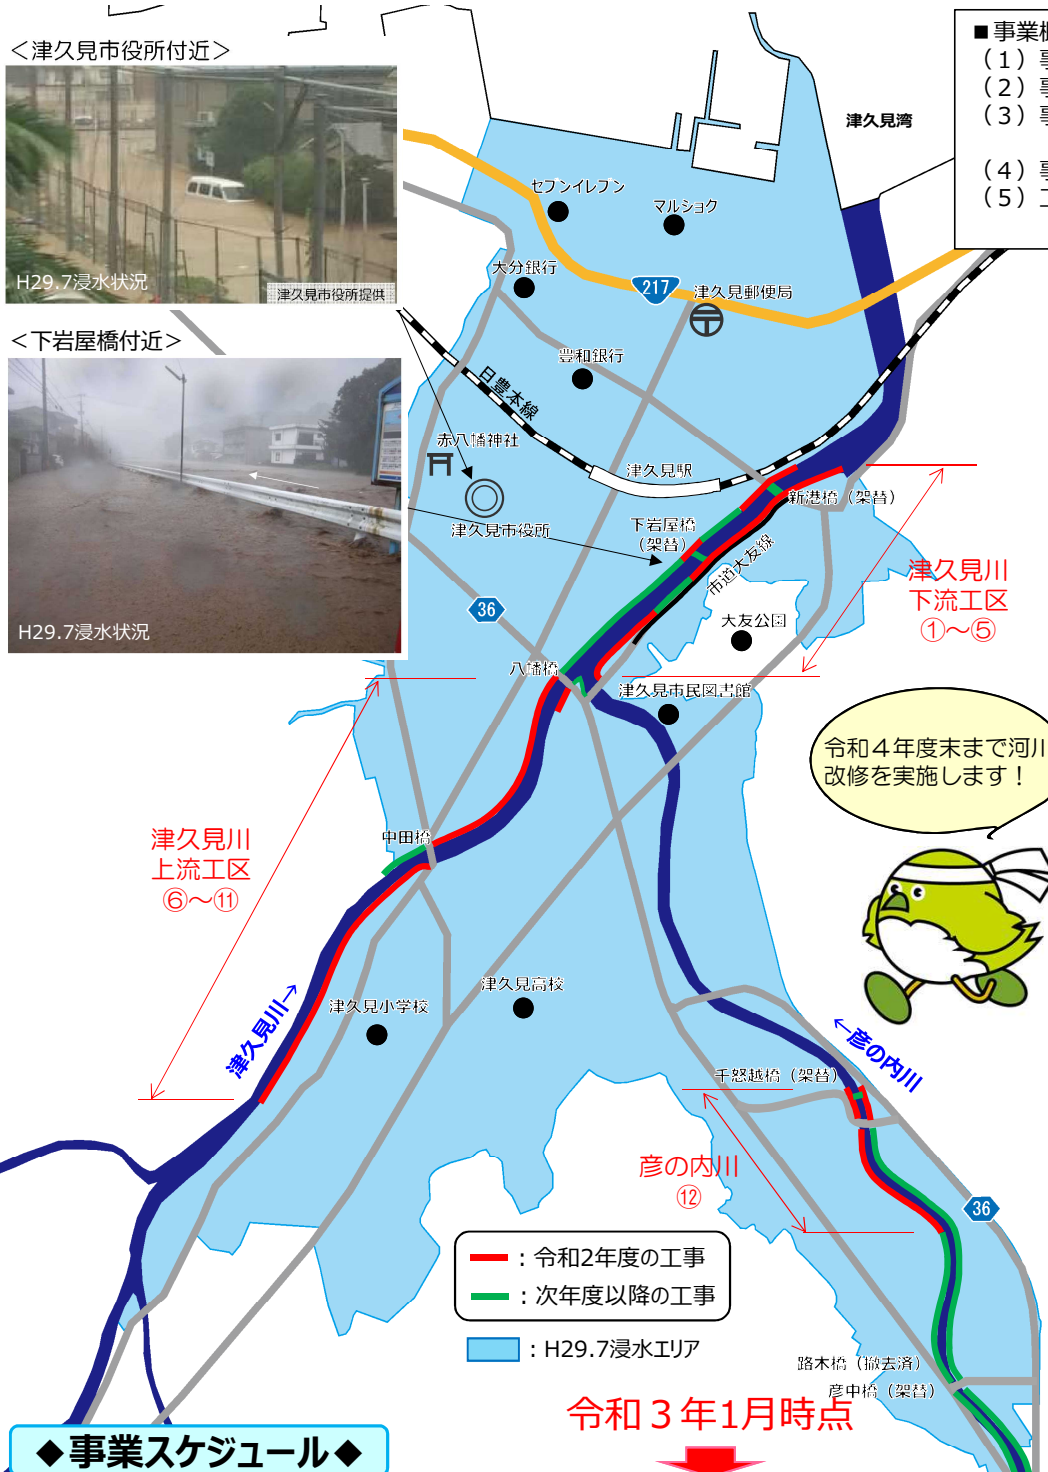 ＜津久見市役所付近＞
H29.7浸水状況
津久見市役所提供
＜下岩屋橋付近＞
H29.7浸水状況
■事業概
（1）事
（2）事
（3）事
（4）事
（5）工
津久見湾
セブンイレブン
マルショク
大分銀行
217
津久見郵便局
豊和銀行
日豊本線
赤八幡神社
津久見駅
津久見市役所
新港橋（架替）
下岩屋橋
（架替）
市道大友線
津久見川
下流工区
①～⑤
36
大友公園
八幡橋
津久見市民図書館
令和４年度末まで河川
改修を実施します！
中田橋
津久見川
上流工区
⑥～⑪
津久見高校
津久見小学校
津久見川→
←彦の内川
千怒越橋（架替）
彦の内川
⑫
36
：令和2年度の工事
：次年度以降の工事
：H29.7浸水エリア
路木橋（撤去済）
彦中橋（架替）
令和３年1月時点
◆事業スケジュール◆